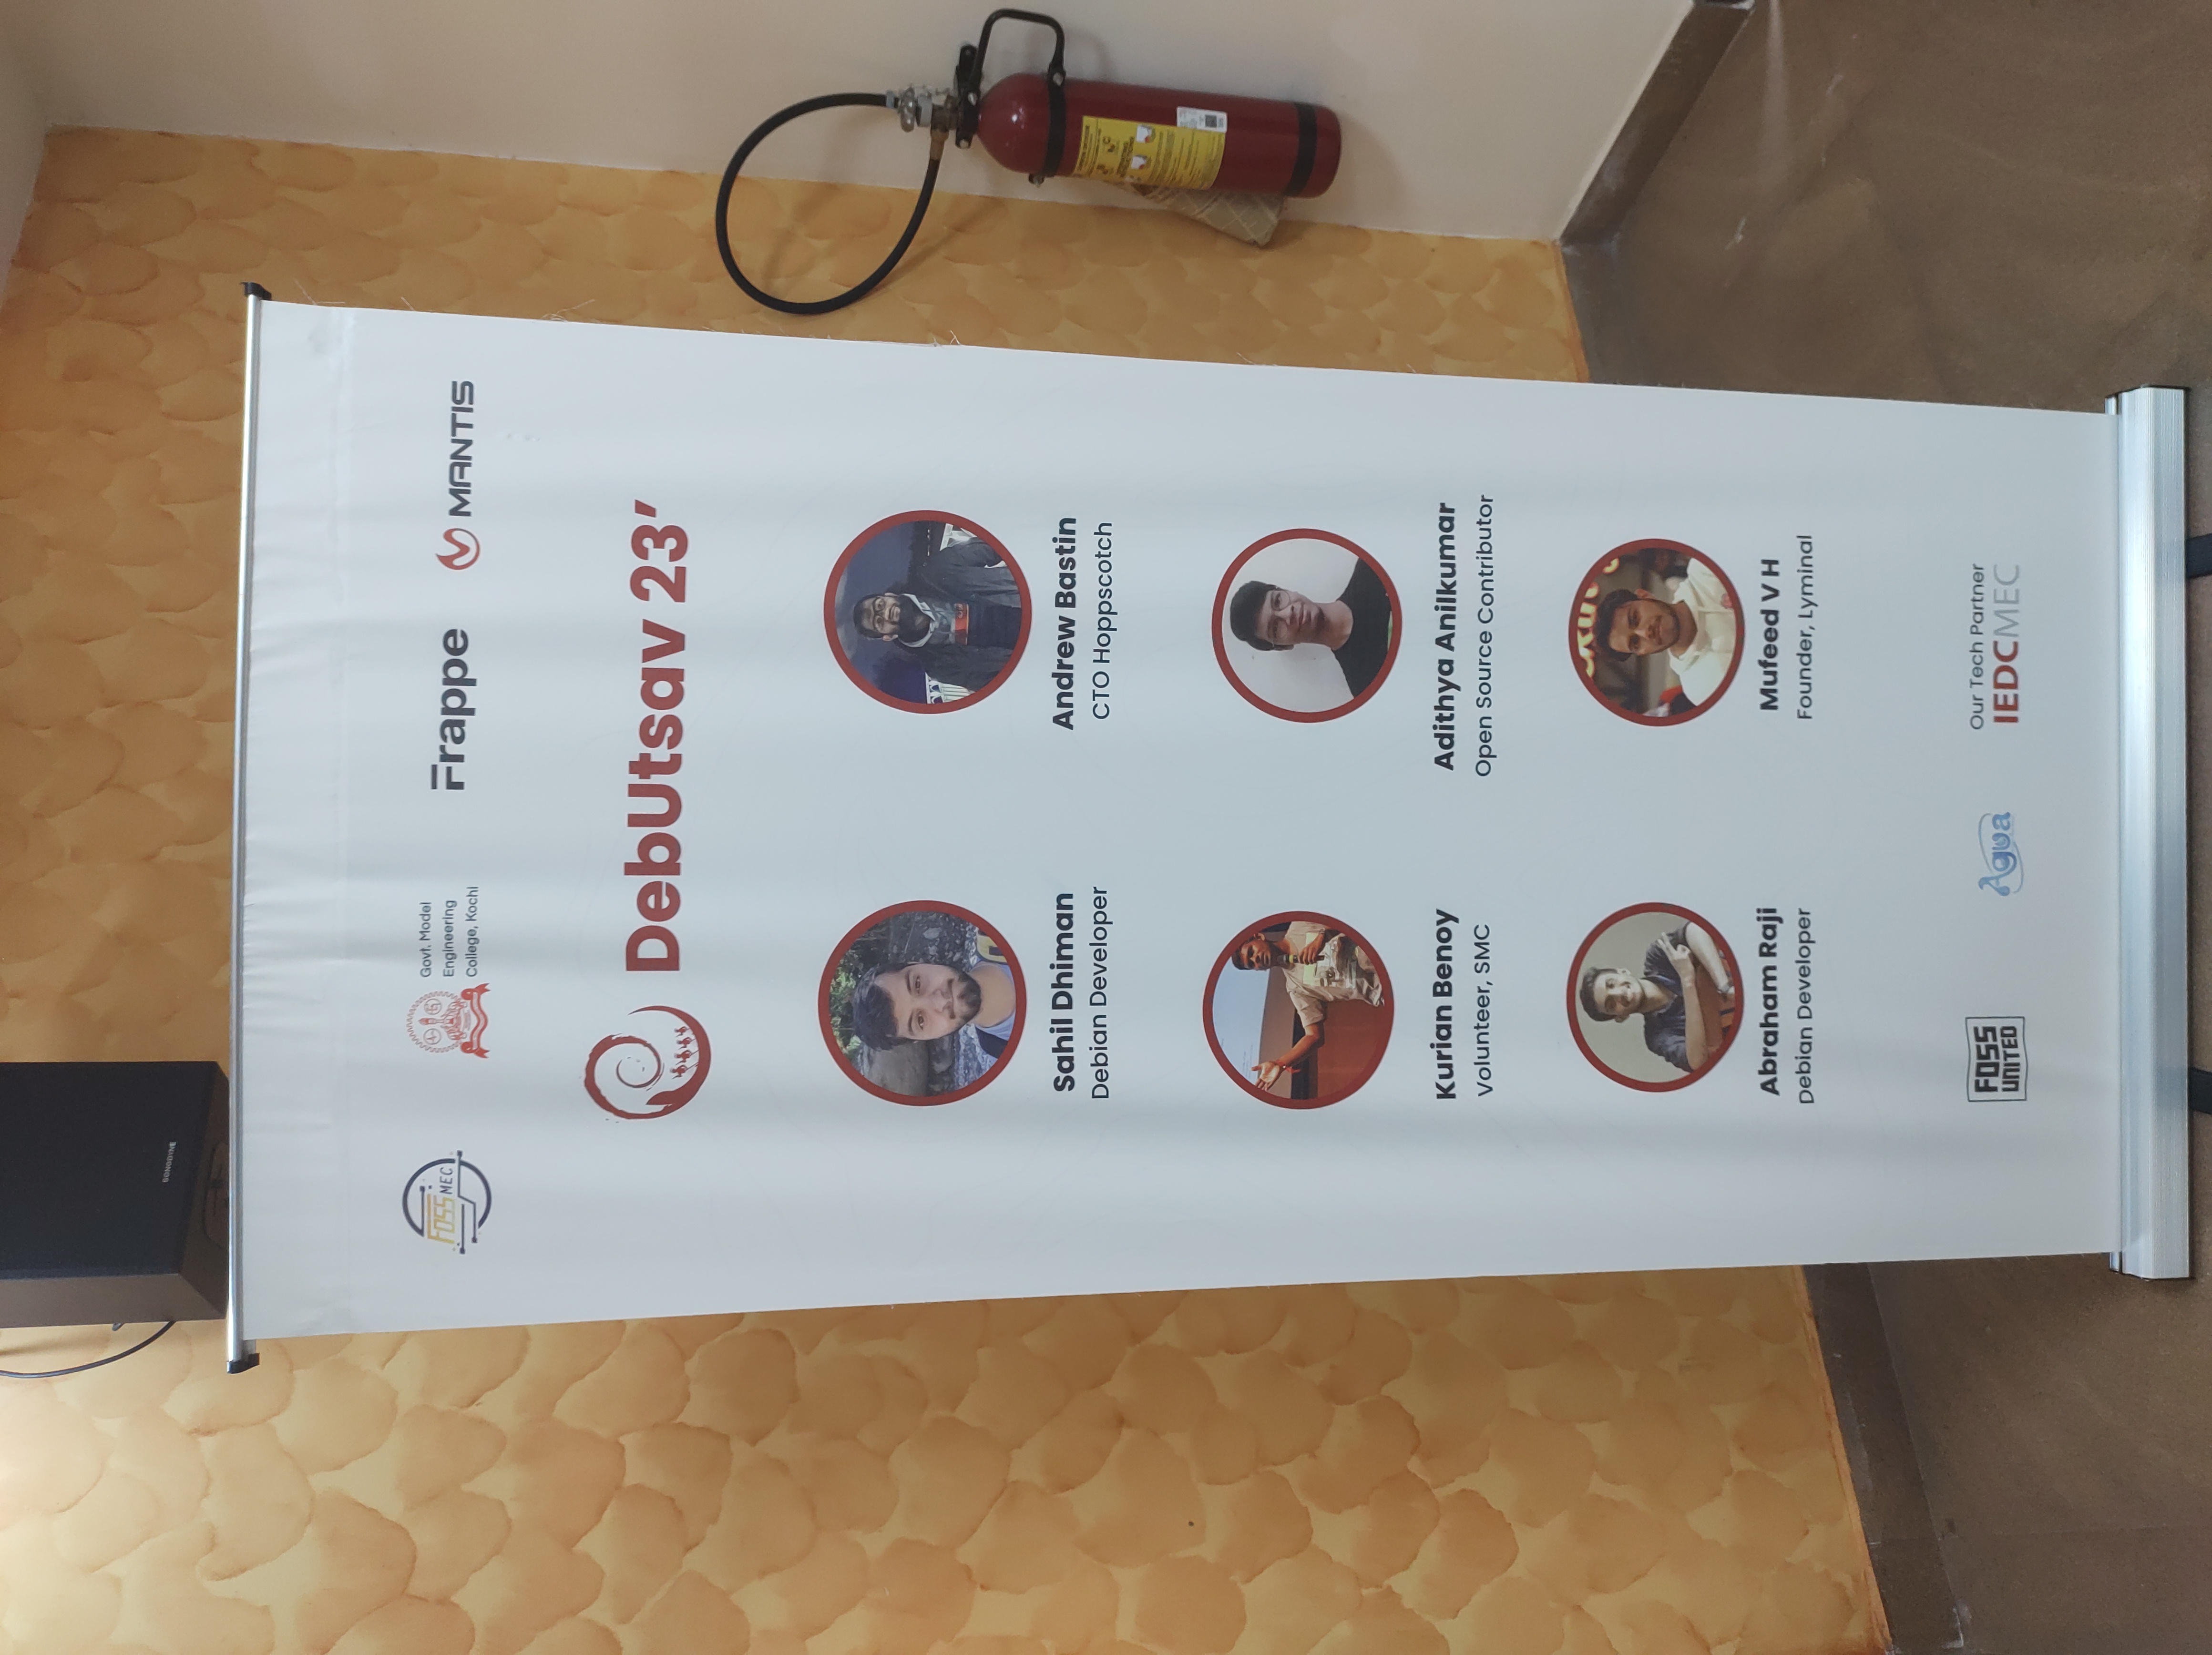 SONODYNE
FOSS MEC
Govt. Model
Engineering
College, Kochi
Frappe
MANTIS
DebUtsav 23’
Sahil Dhiman
Debian Developer
Andrew Bastin
CTO Hoppscotch
Kurian Benoy
Volunteer, SMC
Adithya Anilkumar
Open Source Contributor
Abraham Raji
Debian Developer
Mufeed V H
Founder, Lyminal
FOSS
UNITED
Agua
Our Tech Partner
IEDCMEC